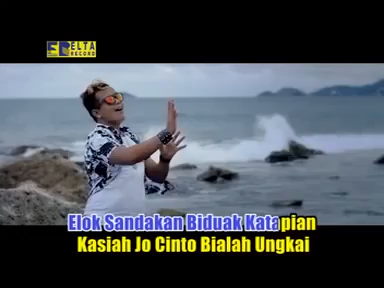 ELTA
RECORD
Elok Sandakan Biduak Katapian
Kasiah Jo Cinto Bialah Ungkai